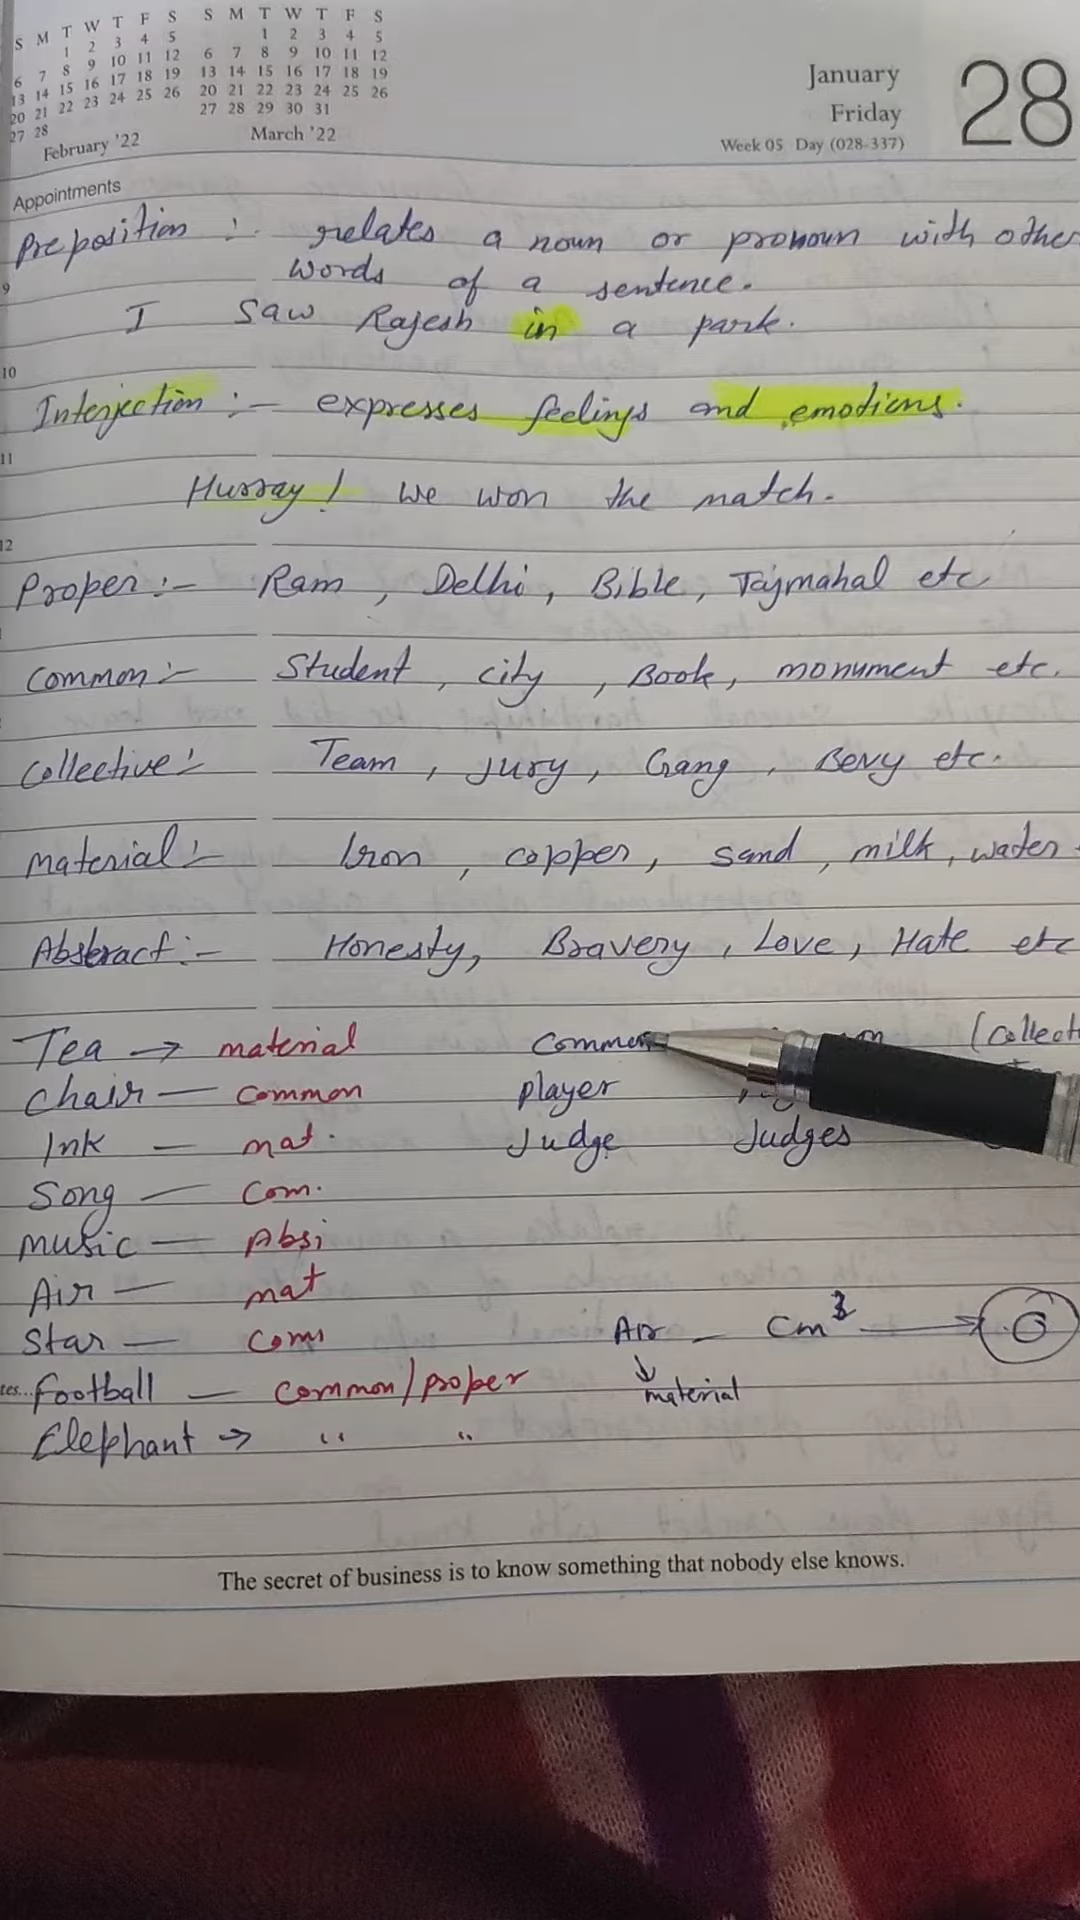 S M T W T F S
1 2 3 4 5
6 7 8 9 10 11 12
13 14 15 16 17 18 19
20 21 22 23 24 25 26
27 28
February '22
S M T W T F S
1 2 3 4 5
6 7 8 9 10 11 12
13 14 15 16 17 18 19
20 21 22 23 24 25 26
27 28 29 30 31
March '22
January
Friday
28
Week 05 Day (028-337)
Appointments
Preposition :- relates a noun or pronoun with other
9
words of a sentence.
I saw Rajesh in a park.
10
Interjection :- expresses feelings and emotions.
11
Hurray! we won the match.
12
Proper :- Ram, Delhi, Bible, Tajmahal etc
Common :- Student, city, Book, monument etc.
Collective :- Team, Jury, Gang, Bevy etc.
material :- Iron, copper, sand, milk, water
Abstract :- Honesty, Bravery, Love, Hate etc
Tea → material Common (collect
Chair — Common player
Ink — mat. Judge Judges
Song — Com.
music — Abs
Air — mat
Star — Com Air — Cm³ →
Football — common/proper ↓ material
Elephant → " "
The secret of business is to know something that nobody else knows.